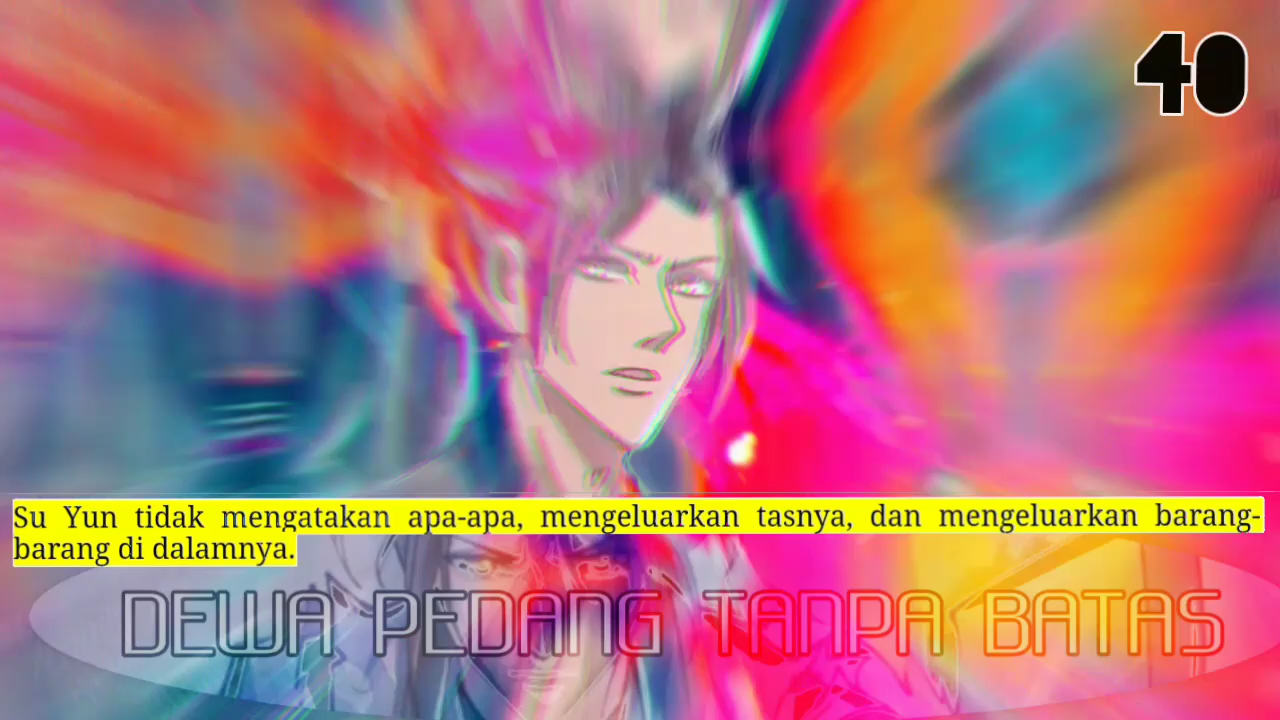 40
Su Yun tidak mengatakan apa-apa, mengeluarkan tasnya, dan mengeluarkan barang-
barang di dalamnya.
DEWA PEDANG TANPA BATAS